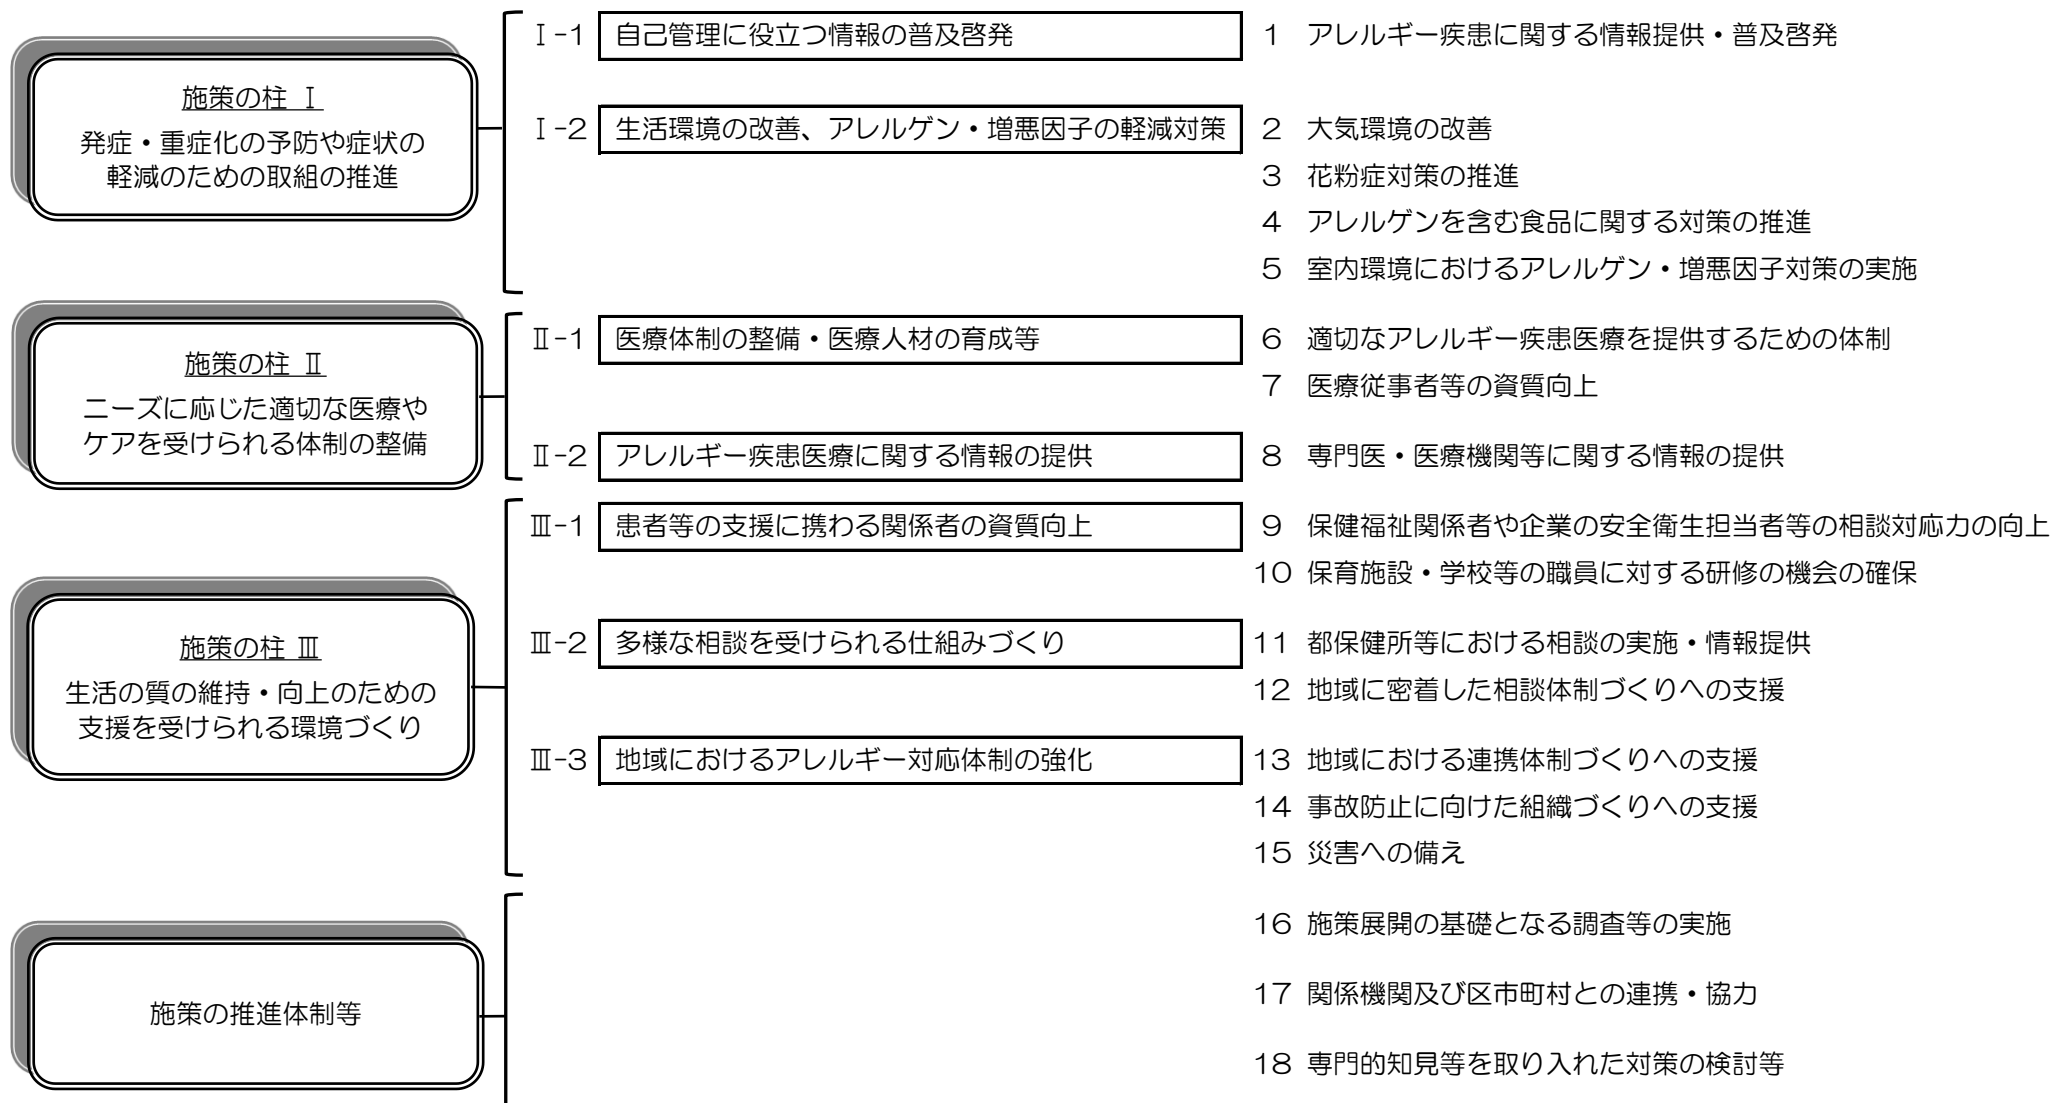 施策の柱 Ⅰ
発症・重症化の予防や症状の
軽減のための取組の推進
Ⅰ-1 自己管理に役立つ情報の普及啓発
1 アレルギー疾患に関する情報提供・普及啓発
Ⅰ-2 生活環境の改善、アレルゲン・増悪因子の軽減対策
2 大気環境の改善
3 花粉症対策の推進
4 アレルゲンを含む食品に関する対策の推進
5 室内環境におけるアレルゲン・増悪因子対策の実施
施策の柱 Ⅱ
ニーズに応じた適切な医療や
ケアを受けられる体制の整備
Ⅱ-1 医療体制の整備・医療人材の育成等
6 適切なアレルギー疾患医療を提供するための体制
7 医療従事者等の資質向上
Ⅱ-2 アレルギー疾患医療に関する情報の提供
8 専門医・医療機関等に関する情報の提供
施策の柱 Ⅲ
生活の質の維持・向上のための
支援を受けられる環境づくり
Ⅲ-1 患者等の支援に携わる関係者の資質向上
9 保健福祉関係者や企業の安全衛生担当者等の相談対応力の向上
10 保育施設・学校等の職員に対する研修の機会の確保
Ⅲ-2 多様な相談を受けられる仕組みづくり
11 都保健所等における相談の実施・情報提供
12 地域に密着した相談体制づくりへの支援
Ⅲ-3 地域におけるアレルギー対応体制の強化
13 地域における連携体制づくりへの支援
14 事故防止に向けた組織づくりへの支援
15 災害への備え
施策の推進体制等
16 施策展開の基礎となる調査等の実施
17 関係機関及び区市町村との連携・協力
18 専門的知見等を取り入れた対策の検討等